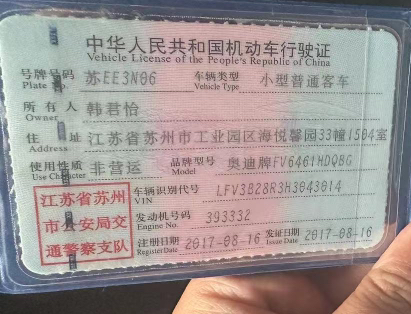 中华人民共和国机动车行驶证
Vehicle License of the People's Republic of China
号牌号码 苏EE3N06 车辆类型 小型普通客车
Plate No. Vehicle Type
所有人 韩君怡
Owner
住址 江苏省苏州市工业园区海悦馨园33幢1504室
Address
使用性质 非营运 品牌型号 奥迪牌FV6461HDQBG
Use Character Model
江苏省苏州 车辆识别代号 LFV3B28R3H3043014
VIN
市公安局交 发动机号码 393332
Engine No.
通警察支队 注册日期 2017-08-16 发证日期 2017-08-16
Register Date Issue Date